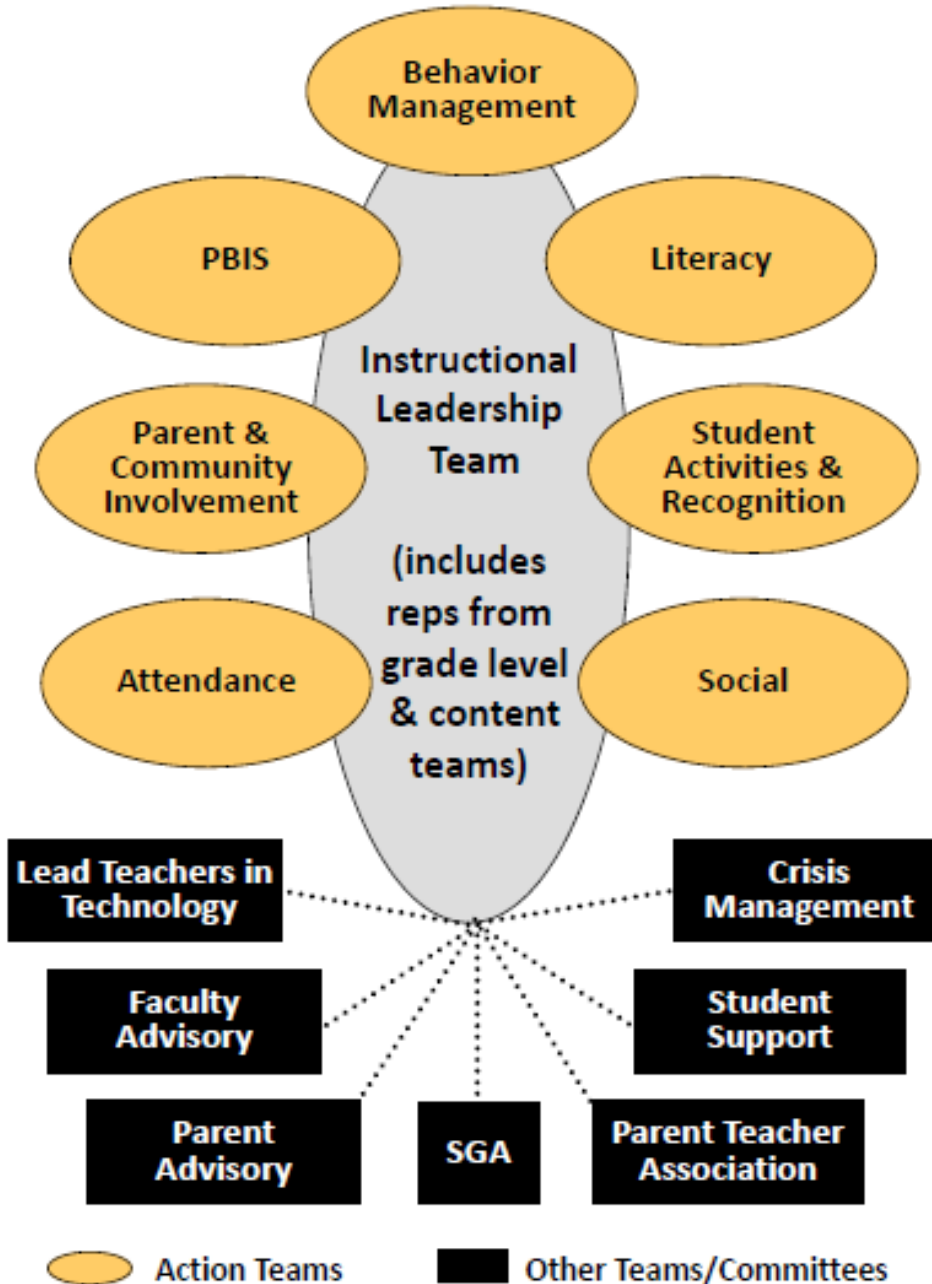 Behavior
Management
PBIS
Literacy
Instructional
Leadership
Team
(includes
reps from
grade level
& content
teams)
Parent &
Community
Involvement
Student
Activities &
Recognition
Attendance
Social
Lead Teachers in
Technology
Crisis
Management
Faculty
Advisory
Student
Support
Parent
Advisory
SGA
Parent Teacher
Association
Action Teams
Other Teams/Committees